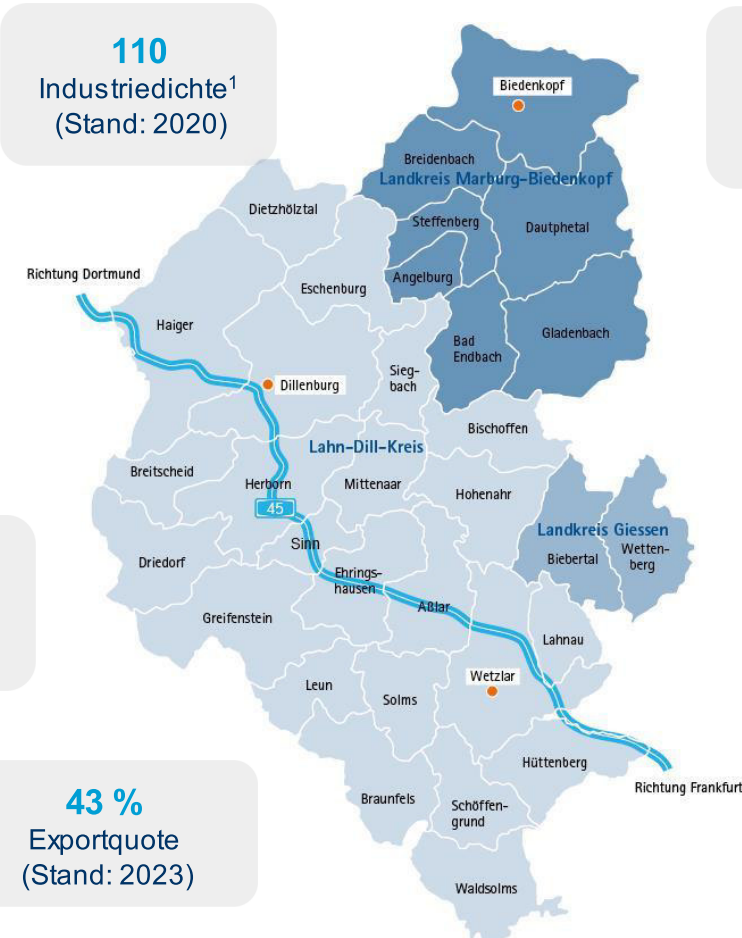 110
Industriedichte¹
(Stand: 2020)
Biedenkopf
Breidenbach
Landkreis Marburg-Biedenkopf
Dietzhölztal
Steffenberg
Dautphetal
Richtung Dortmund
Eschenburg
Angelburg
Haiger
Bad
Endbach
Gladenbach
Dillenburg
Sieg-
bach
Bischoffen
Lahn-Dill-Kreis
Breitscheid
Herborn
Mittenaar
Hohenahr
45
Landkreis Giessen
Sinn
Biebertal
Wetten-
berg
Driedorf
Ehrings-
hausen
Aßlar
Greifenstein
Lahnau
Leun
Solms
Wetzlar
Hüttenberg
Richtung Frankfurt
43 %
Exportquote
(Stand: 2023)
Braunfels
Schöffen-
grund
Waldsolms